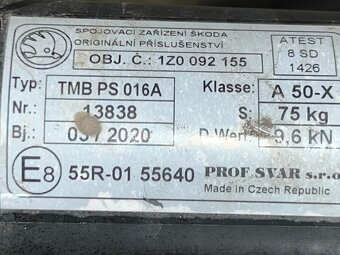 SPOJOVACÍ ZAŘÍZENÍ ŠKODA
ORIGINÁLNÍ PŘÍSLUŠENSTVÍ
OBJ. Č.: 1Z0 092 155
ATEST
8 SD
1426
Typ: TMB PS 016A
Klasse: A 50-X
Nr.: 13838
S: 75 kg
Bj.: 03 / 2020
D Wert: 9,6 kN
E8 55R-01 55640
PROF SVAR s.r.o
Made in Czech Republic